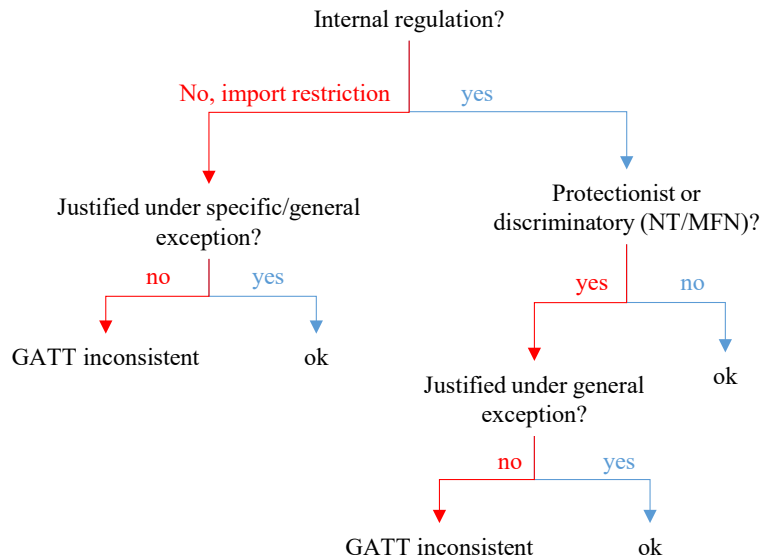 Internal regulation?
No, import restriction
yes
Justified under specific/general
exception?
Protectionist or
discriminatory (NT/MFN)?
no
yes
yes
no
GATT inconsistent
ok
Justified under general
exception?
ok
no
yes
GATT inconsistent
ok